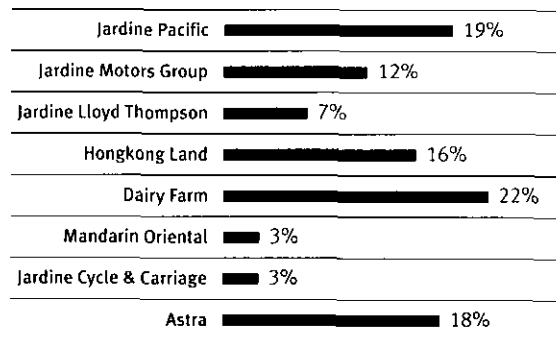 Jardine Pacific 19%
Jardine Motors Group 12%
Jardine Lloyd Thompson 7%
Hongkong Land 16%
Dairy Farm 22%
Mandarin Oriental 3%
Jardine Cycle & Carriage 3%
Astra 18%